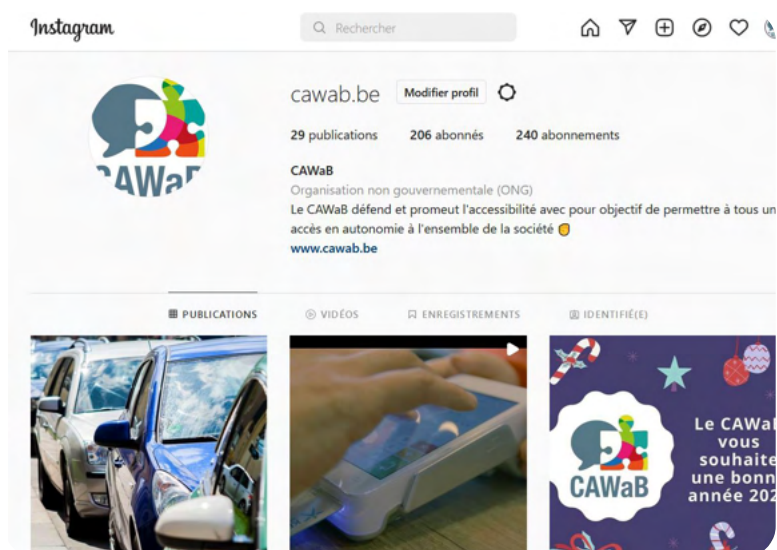 Instagram
Rechercher
cawab.be Modifier profil
29 publications 206 abonnés 240 abonnements
CAWaB
Organisation non gouvernementale (ONG)
Le CAWaB défend et promeut l'accessibilité avec pour objectif de permettre à tous un
accès en autonomie à l'ensemble de la société
www.cawab.be
PUBLICATIONS VIDÉOS ENREGISTREMENTS IDENTIFIÉ(E)
CAWaB
Le CAWaB
vous
souhaite
une bonn
année 202
CAWaB